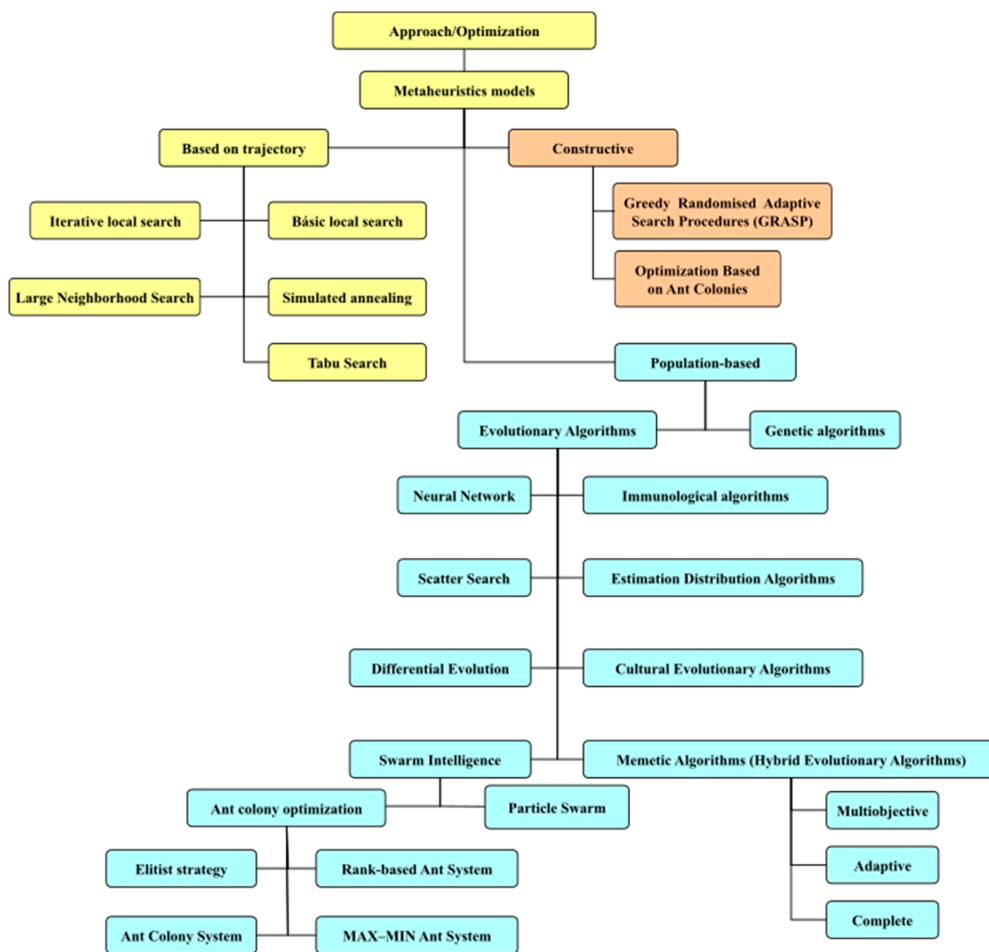 Approach/Optimization
Metaheuristics models
Based on trajectory
Constructive
Iterative local search
Básic local search
Greedy Randomised Adaptive
Search Procedures (GRASP)
Large Neighborhood Search
Simulated annealing
Optimization Based
on Ant Colonies
Tabu Search
Population-based
Evolutionary Algorithms
Genetic algorithms
Neural Network
Immunological algorithms
Scatter Search
Estimation Distribution Algorithms
Differential Evolution
Cultural Evolutionary Algorithms
Swarm Intelligence
Memetic Algorithms (Hybrid Evolutionary Algorithms)
Ant colony optimization
Particle Swarm
Multiobjective
Elitist strategy
Rank-based Ant System
Adaptive
Ant Colony System
MAX–MIN Ant System
Complete